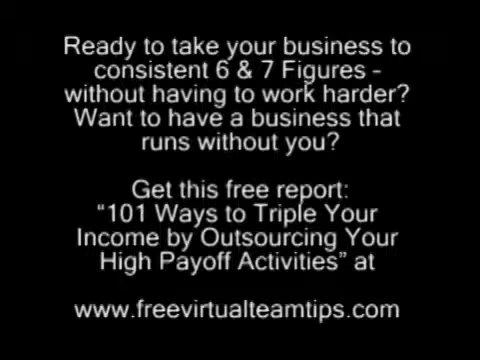 Ready to take your business to
consistent 6 & 7 Figures -
without having to work harder?
Want to have a business that
runs without you?
Get this free report:
“101 Ways to Triple Your
Income by Outsourcing Your
High Payoff Activities” at
www.freevirtualteamtips.com